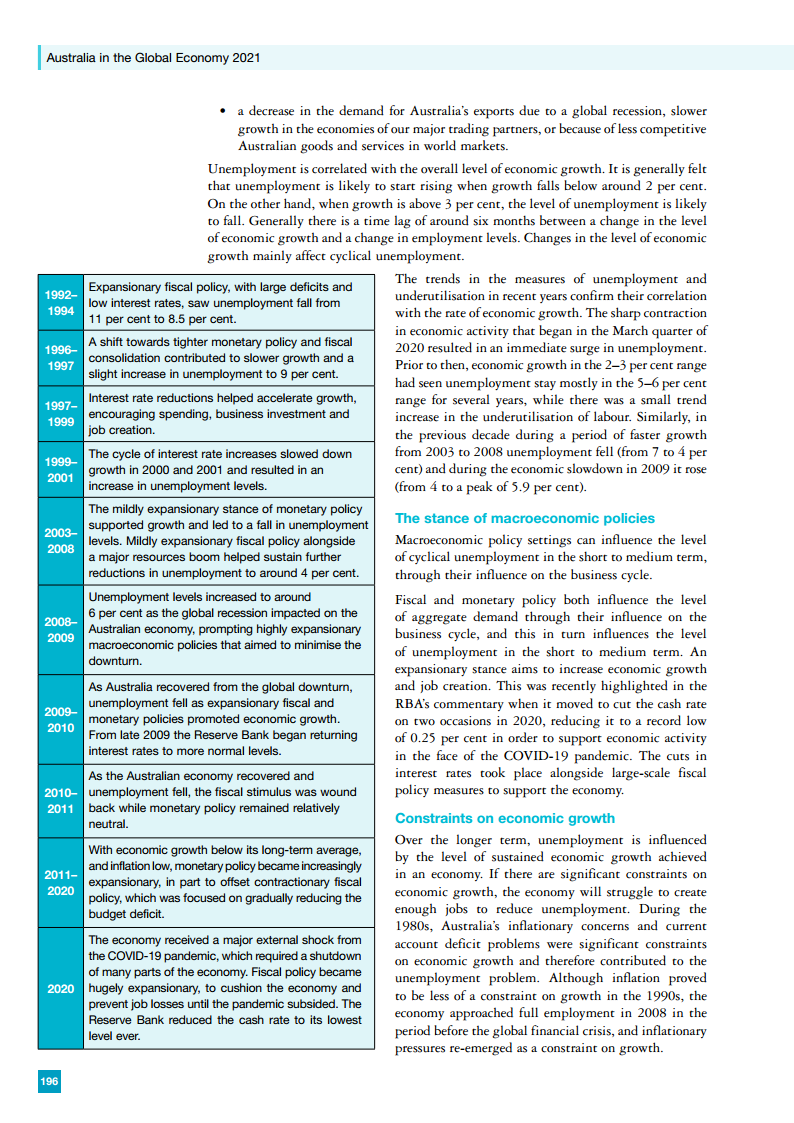 Australia in the Global Economy 2021
• a decrease in the demand for Australia's exports due to a global recession, slower
growth in the economies of our major trading partners, or because of less competitive
Australian goods and services in world markets.
Unemployment is correlated with the overall level of economic growth. It is generally felt
that unemployment is likely to start rising when growth falls below around 2 per cent.
On the other hand, when growth is above 3 per cent, the level of unemployment is likely
to fall. Generally there is a time lag of around six months between a change in the level
of economic growth and a change in employment levels. Changes in the level of economic
growth mainly affect cyclical unemployment.
1992–
1994
Expansionary fiscal policy, with large deficits and
low interest rates, saw unemployment fall from
11 per cent to 8.5 per cent.
1996–
1997
A shift towards tighter monetary policy and fiscal
consolidation contributed to slower growth and a
slight increase in unemployment to 9 per cent.
1997–
1999
Interest rate reductions helped accelerate growth,
encouraging spending, business investment and
job creation.
1999–
2001
The cycle of interest rate increases slowed down
growth in 2000 and 2001 and resulted in an
increase in unemployment levels.
2003–
2008
The mildly expansionary stance of monetary policy
supported growth and led to a fall in unemployment
levels. Mildly expansionary fiscal policy alongside
a major resources boom helped sustain further
reductions in unemployment to around 4 per cent.
2008–
2009
Unemployment levels increased to around
6 per cent as the global recession impacted on the
Australian economy, prompting highly expansionary
macroeconomic policies that aimed to minimise the
downturn.
2009–
2010
As Australia recovered from the global downturn,
unemployment fell as expansionary fiscal and
monetary policies promoted economic growth.
From late 2009 the Reserve Bank began returning
interest rates to more normal levels.
2010–
2011
As the Australian economy recovered and
unemployment fell, the fiscal stimulus was wound
back while monetary policy remained relatively
neutral.
2011–
2020
With economic growth below its long-term average,
and inflation low, monetary policy became increasingly
expansionary, in part to offset contractionary fiscal
policy, which was focused on gradually reducing the
budget deficit.
2020
The economy received a major external shock from
the COVID-19 pandemic, which required a shutdown
of many parts of the economy. Fiscal policy became
hugely expansionary, to cushion the economy and
prevent job losses until the pandemic subsided. The
Reserve Bank reduced the cash rate to its lowest
level ever.
The trends in the measures of unemployment and
underutilisation in recent years confirm their correlation
with the rate of economic growth. The sharp contraction
in economic activity that began in the March quarter of
2020 resulted in an immediate surge in unemployment.
Prior to then, economic growth in the 2–3 per cent range
had seen unemployment stay mostly in the 5–6 per cent
range for several years, while there was a small trend
increase in the underutilisation of labour. Similarly, in
the previous decade during a period of faster growth
from 2003 to 2008 unemployment fell (from 7 to 4 per
cent) and during the economic slowdown in 2009 it rose
(from 4 to a peak of 5.9 per cent).
The stance of macroeconomic policies
Macroeconomic policy settings can influence the level
of cyclical unemployment in the short to medium term,
through their influence on the business cycle.
Fiscal and monetary policy both influence the level
of aggregate demand through their influence on the
business cycle, and this in turn influences the level
of unemployment in the short to medium term. An
expansionary stance aims to increase economic growth
and job creation. This was recently highlighted in the
RBA's commentary when it moved to cut the cash rate
on two occasions in 2020, reducing it to a record low
of 0.25 per cent in order to support economic activity
in the face of the COVID-19 pandemic. The cuts in
interest rates took place alongside large-scale fiscal
policy measures to support the economy.
Constraints on economic growth
Over the longer term, unemployment is influenced
by the level of sustained economic growth achieved
in an economy. If there are significant constraints on
economic growth, the economy will struggle to create
enough jobs to reduce unemployment. During the
1980s, Australia's inflationary concerns and current
account deficit problems were significant constraints
on economic growth and therefore contributed to the
unemployment problem. Although inflation proved
to be less of a constraint on growth in the 1990s, the
economy approached full employment in 2008 in the
period before the global financial crisis, and inflationary
pressures re-emerged as a constraint on growth.
196